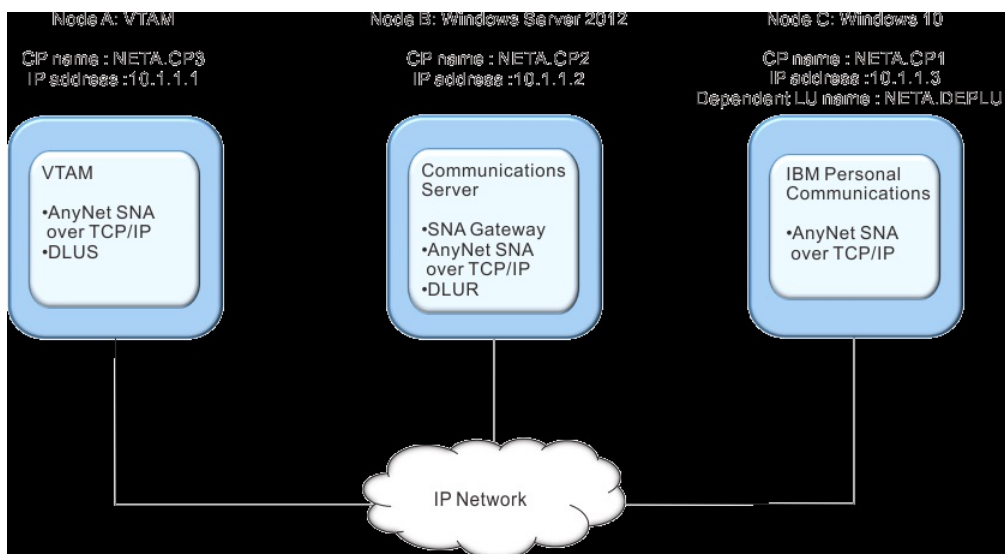 Node A: VTAM
CP name : NETA.CP3
IP address :10.1.1.1
Node B: Windows Server 2012
CP name : NETA.CP2
IP address :10.1.1.2
Node C: Windows 10
CP name : NETA.CP1
IP address :10.1.1.3
Dependent LU name : NETA.DEPLU
VTAM
•AnyNet SNA
over TCP/IP
•DLUS
Communications
Server
•SNA Gateway
•AnyNet SNA
over TCP/IP
•DLUR
IBM Personal
Communications
•AnyNet SNA
over TCP/IP
IP Network